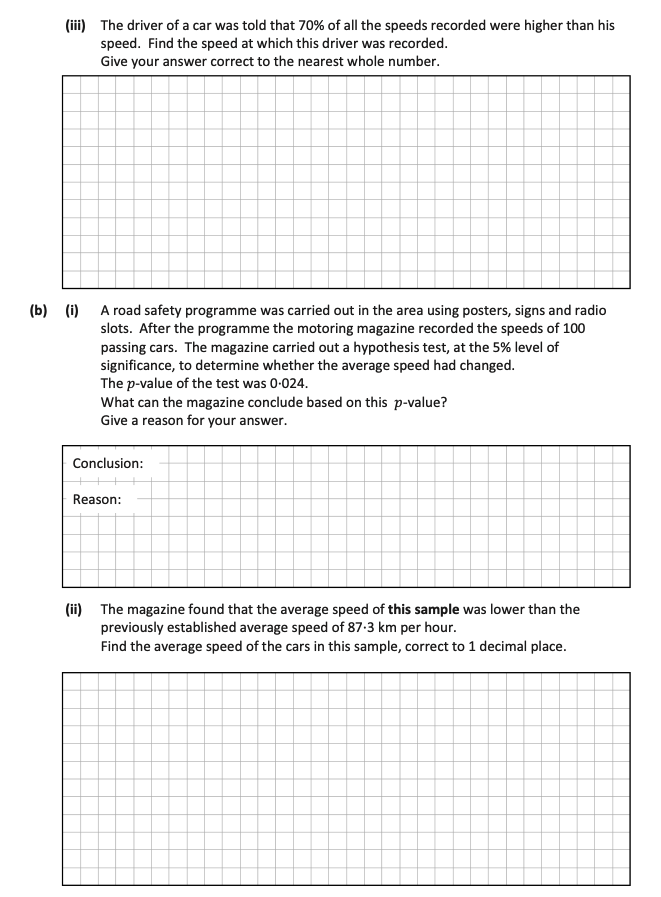 (iii) The driver of a car was told that 70% of all the speeds recorded were higher than his
speed. Find the speed at which this driver was recorded.
Give your answer correct to the nearest whole number.
(b) (i) A road safety programme was carried out in the area using posters, signs and radio
slots. After the programme the motoring magazine recorded the speeds of 100
passing cars. The magazine carried out a hypothesis test, at the 5% level of
significance, to determine whether the average speed had changed.
The p-value of the test was 0·024.
What can the magazine conclude based on this p-value?
Give a reason for your answer.
Conclusion:
Reason:
(ii) The magazine found that the average speed of this sample was lower than the
previously established average speed of 87·3 km per hour.
Find the average speed of the cars in this sample, correct to 1 decimal place.